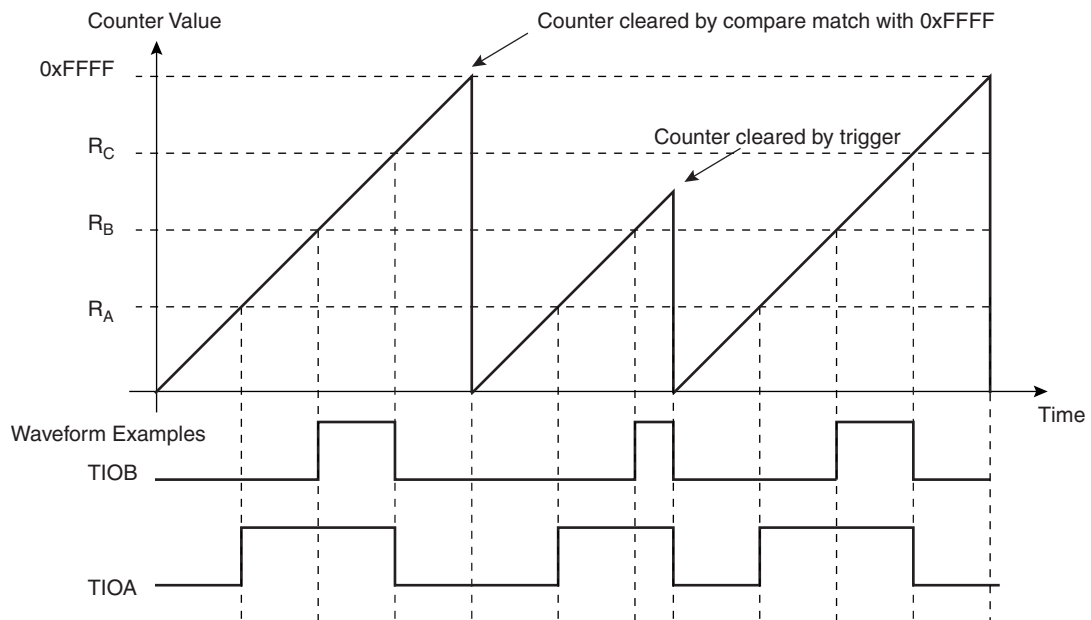 Counter Value
Counter cleared by compare match with 0xFFFF
0xFFFF
Counter cleared by trigger
RC
RB
RA
Time
Waveform Examples
TIOB
TIOA